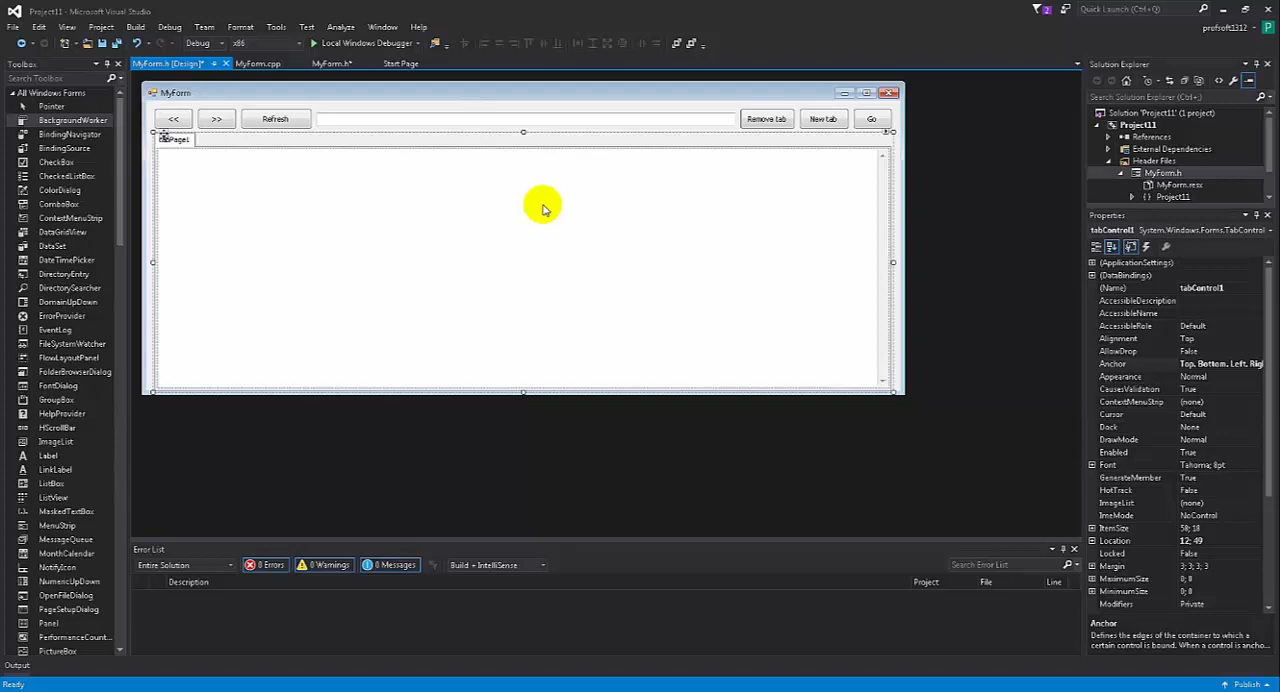 Project11 - Microsoft Visual Studio
2
Quick Launch (Ctrl+Q)
File Edit View Project Build Debug Team Format Tools Test Analyze Window Help
profsoft1312 P
Debug x86 Local Windows Debugger
Toolbox
Search Toolbox
All Windows Forms
Pointer
BackgroundWorker
BindingNavigator
BindingSource
CheckBox
CheckedListBox
ColorDialog
ComboBox
ContextMenuStrip
DataGridView
DataSet
DateTimePicker
DirectoryEntry
DirectorySearcher
DomainUpDown
ErrorProvider
EventLog
FileSystemWatcher
FlowLayoutPanel
FolderBrowserDialog
FontDialog
GroupBox
HelpProvider
HScrollBar
ImageList
Label
LinkLabel
ListBox
ListView
MaskedTextBox
MenuStrip
MessageQueue
MonthCalendar
NotifyIcon
NumericUpDown
OpenFileDialog
PageSetupDialog
Panel
PerformanceCount...
PictureBox
MyForm.h [Design]* MyForm.cpp MyForm.h* Start Page
MyForm
<< >> Refresh Remove tab New tab Go
Page1
Error List
Entire Solution 0 Errors 0 Warnings 0 Messages Build + IntelliSense
Search Error List
Description Project File Line
Solution Explorer
Search Solution Explorer (Ctrl+;)
Solution 'Project11' (1 project)
Project11
References
External Dependencies
Header Files
MyForm.h
MyForm.resx
Project11
Properties
tabControl1 System.Windows.Forms.TabControl
(ApplicationSettings)
(DataBindings)
(Name) tabControl1
AccessibleDescription
AccessibleName
AccessibleRole Default
Alignment Top
AllowDrop False
Anchor Top, Bottom, Left, Rig
Appearance Normal
CausesValidation True
ContextMenuStrip (none)
Cursor Default
Dock None
DrawMode Normal
Enabled True
Font Tahoma; 8pt
GenerateMember True
HotTrack False
ImageList (none)
ImeMode NoControl
ItemSize 58; 18
Location 12; 49
Locked False
Margin 3; 3; 3; 3
MaximumSize 0; 0
MinimumSize 0; 0
Modifiers Private
Anchor
Defines the edges of the container to which a
certain control is bound. When a control is ancho...
Output
Ready
Publish